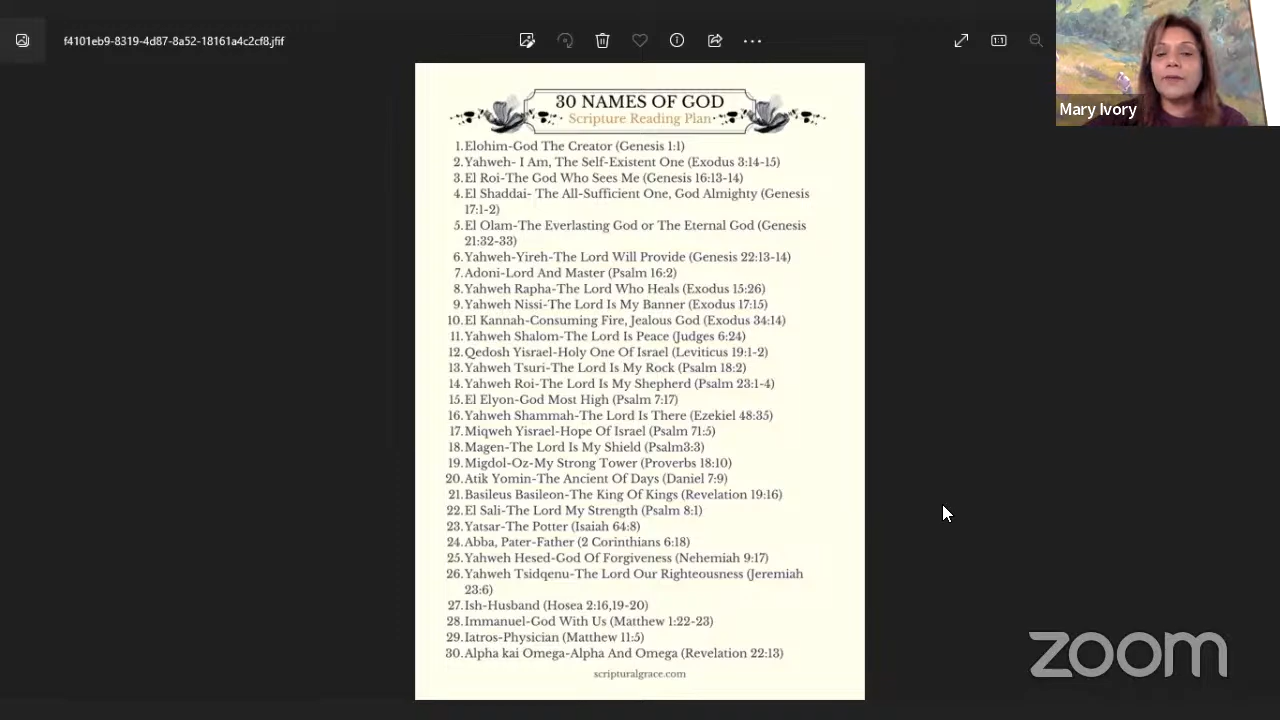 f4101eb9-8319-4d87-8a52-18161a4c2cf8.jfif
Mary Ivory
30 NAMES OF GOD
Scripture Reading Plan
1. Elohim-God The Creator (Genesis 1:1)
2. Yahweh- I Am, The Self-Existent One (Exodus 3:14-15)
3. El Roi-The God Who Sees Me (Genesis 16:13-14)
4. El Shaddai- The All-Sufficient One, God Almighty (Genesis
17:1-2)
5. El Olam-The Everlasting God or The Eternal God (Genesis
21:32-33)
6. Yahweh-Yireh-The Lord Will Provide (Genesis 22:13-14)
7. Adoni-Lord And Master (Psalm 16:2)
8. Yahweh Rapha-The Lord Who Heals (Exodus 15:26)
9. Yahweh Nissi-The Lord Is My Banner (Exodus 17:15)
10. El Kannah-Consuming Fire, Jealous God (Exodus 34:14)
11. Yahweh Shalom-The Lord Is Peace (Judges 6:24)
12. Qedosh Yisrael-Holy One Of Israel (Leviticus 19:1-2)
13. Yahweh Tsuri-The Lord Is My Rock (Psalm 18:2)
14. Yahweh Roi-The Lord Is My Shepherd (Psalm 23:1-4)
15. El Elyon-God Most High (Psalm 7:17)
16. Yahweh Shammah-The Lord Is There (Ezekiel 48:35)
17. Miqweh Yisrael-Hope Of Israel (Psalm 71:5)
18. Magen-The Lord Is My Shield (Psalm3:3)
19. Migdol-Oz-My Strong Tower (Proverbs 18:10)
20. Atik Yomin-The Ancient Of Days (Daniel 7:9)
21. Basileus Basileon-The King Of Kings (Revelation 19:16)
22. El Sali-The Lord My Strength (Psalm 8:1)
23. Yatsar-The Potter (Isaiah 64:8)
24. Abba, Pater-Father (2 Corinthians 6:18)
25. Yahweh Hesed-God Of Forgiveness (Nehemiah 9:17)
26. Yahweh Tsidqenu-The Lord Our Righteousness (Jeremiah
23:6)
27. Ish-Husband (Hosea 2:16,19-20)
28. Immanuel-God With Us (Matthew 1:22-23)
29. Iatros-Physician (Matthew 11:5)
30. Alpha kai Omega-Alpha And Omega (Revelation 22:13)
scripturalgrace.com
zoom